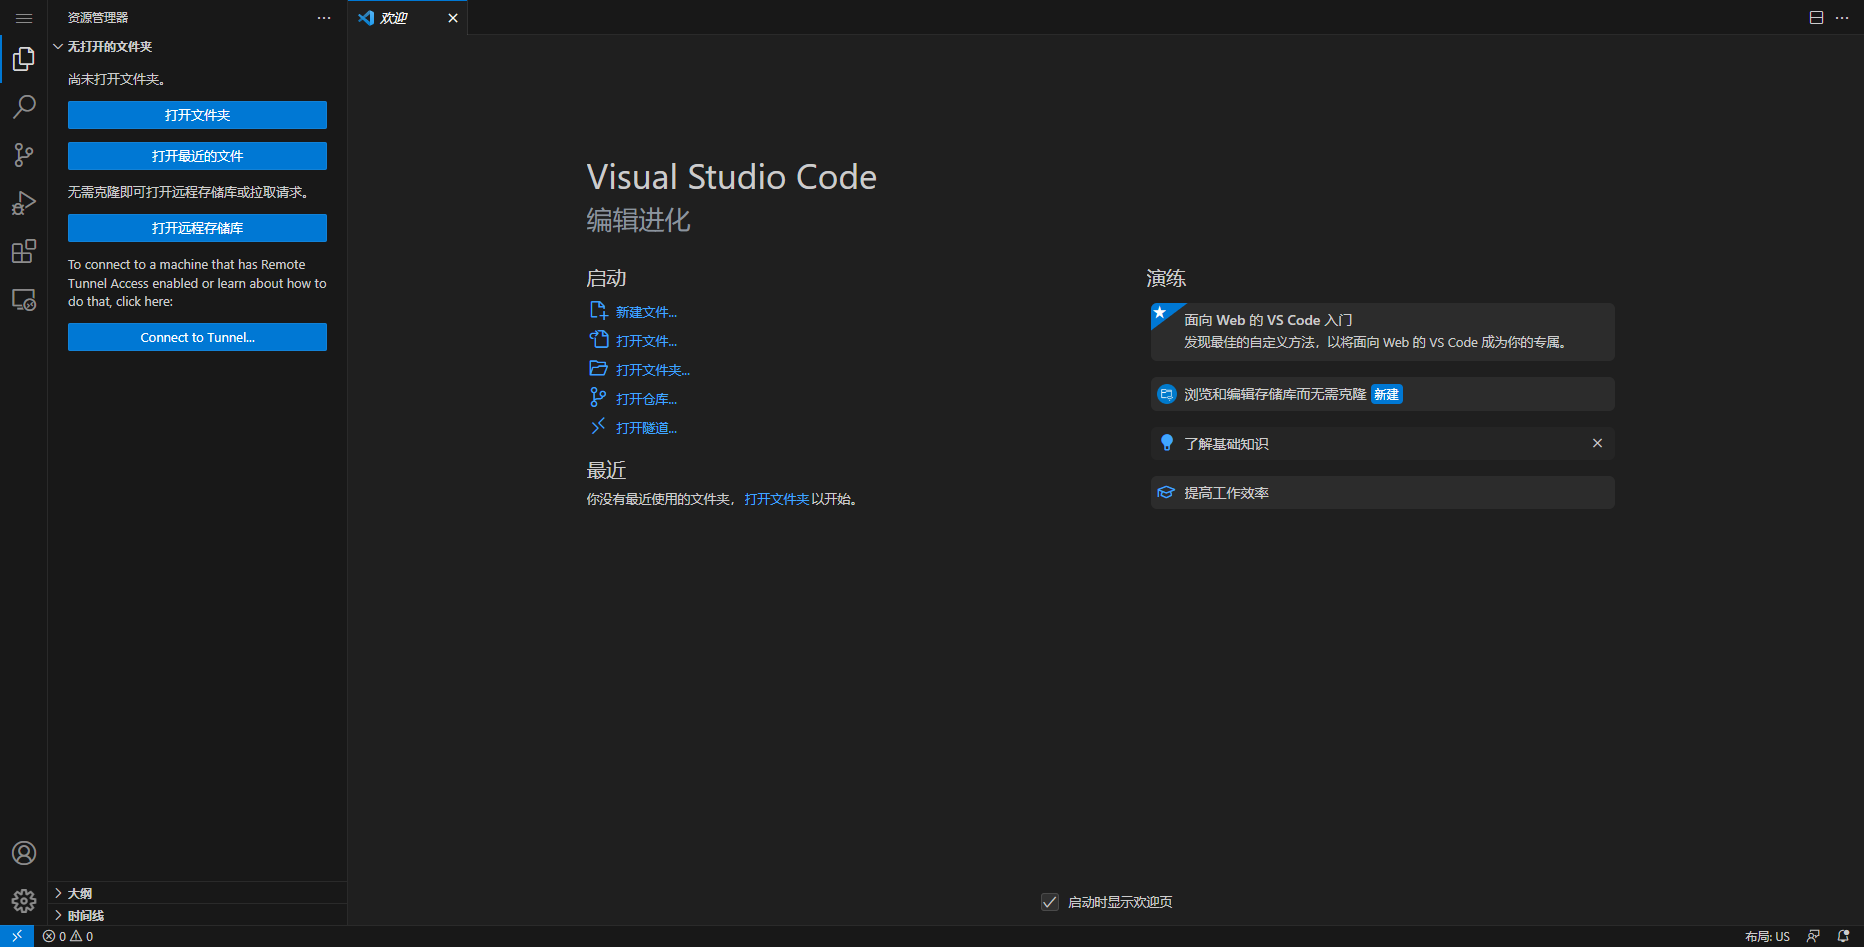 资源管理器
无打开的文件夹
尚未打开文件夹。
打开文件夹
打开最近的文件
无需克隆即可打开远程存储库或拉取请求。
打开远程存储库
To connect to a machine that has Remote
Tunnel Access enabled or learn about how to
do that, click here:
Connect to Tunnel...
大纲
时间线
欢迎
Visual Studio Code
编辑进化
启动
新建文件...
打开文件...
打开文件夹...
打开仓库...
打开隧道...
最近
你没有最近使用的文件夹，打开文件夹以开始。
演练
面向 Web 的 VS Code 入门
发现最佳的自定义方法，以将面向 Web 的 VS Code 成为你的专属。
浏览和编辑存储库而无需克隆 新建
了解基础知识
提高工作效率
启动时显示欢迎页
0 0
布局: US